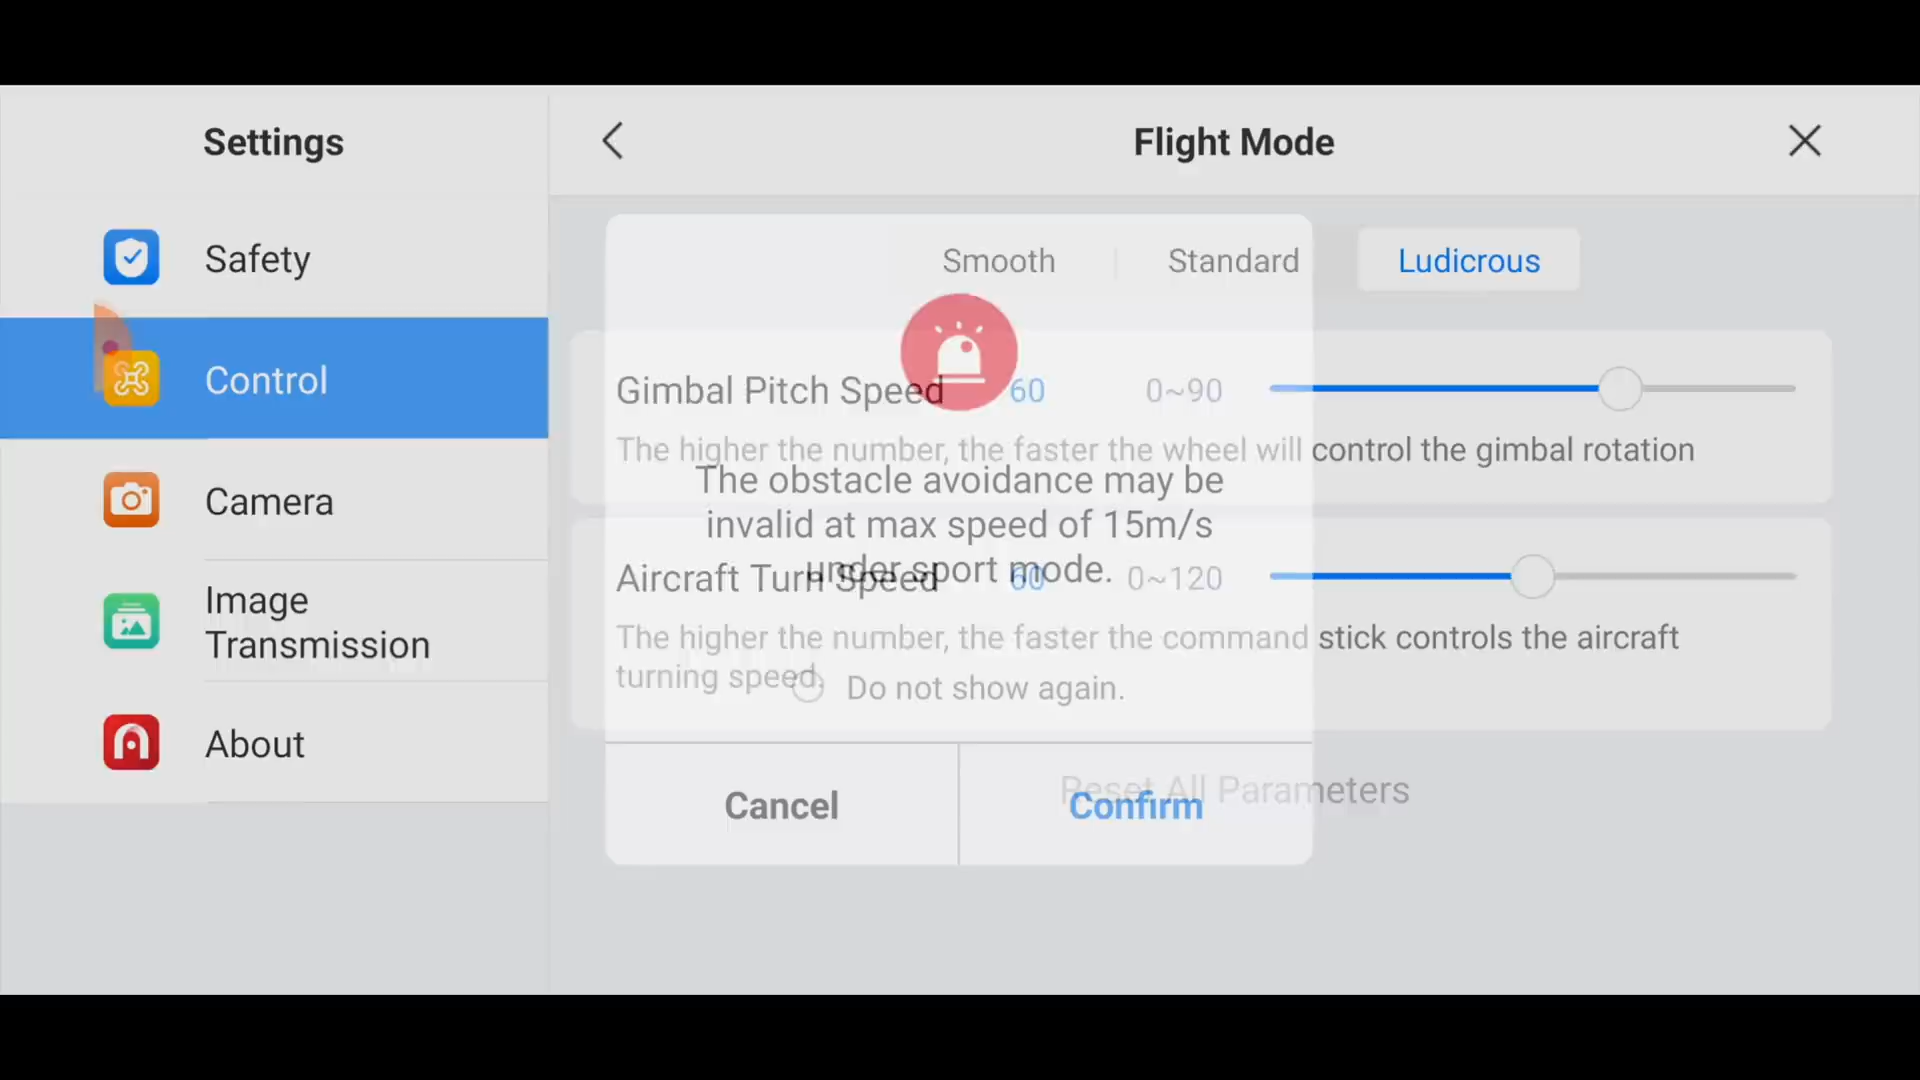 Settings
Flight Mode
Safety
Control
Camera
Image
Transmission
About
Smooth
Standard
Ludicrous
Gimbal Pitch Speed 60 0~90
The higher the number, the faster the wheel will control the gimbal rotation
Aircraft Turn Speed 60 0~120
The higher the number, the faster the command stick controls the aircraft
turning speed.
Reset All Parameters
The obstacle avoidance may be
invalid at max speed of 15m/s
under sport mode.
Do not show again.
Cancel
Confirm